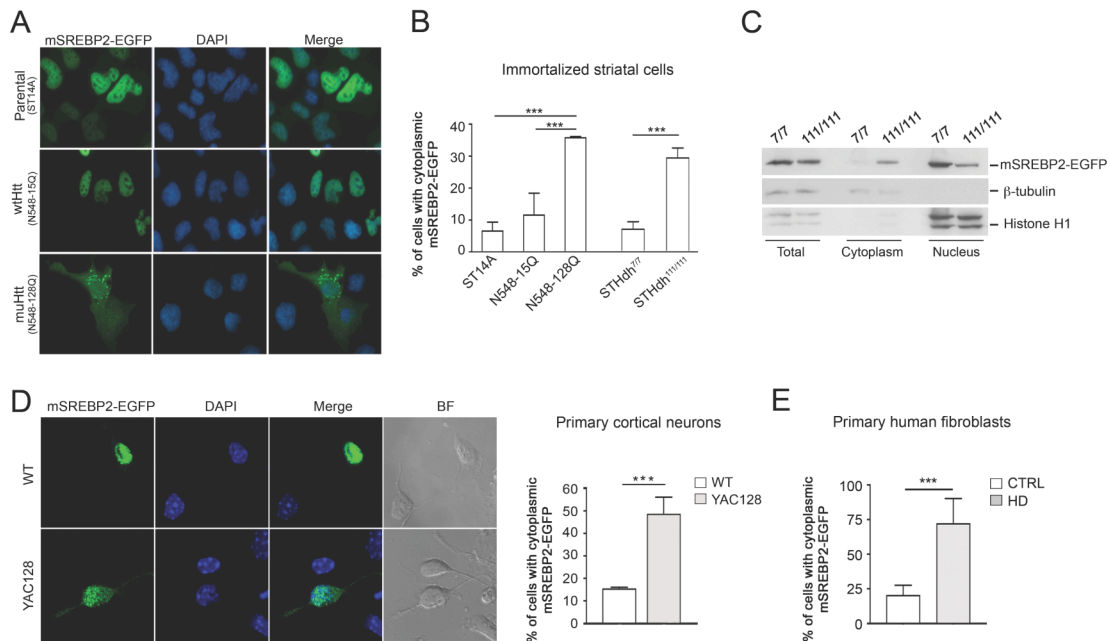 A
mSREBP2-EGFP DAPI Merge
Parental
(ST14A)
wtHtt
(N548-15Q)
muHtt
(N548-128Q)
B
Immortalized striatal cells
% of cells with cytoplasmic
mSREBP2-EGFP
40
30
20
10
0
*** *** ***
ST14A N548-15Q N548-128Q STHdh7/7 STHdh111/111
C
7/7 111/111 7/7 111/111 7/7 111/111
mSREBP2-EGFP
β-tubulin
Histone H1
Total Cytoplasm Nucleus
D
mSREBP2-EGFP DAPI Merge BF
WT
YAC128
Primary cortical neurons
% of cells with cytoplasmic
mSREBP2-EGFP
60
50
40
30
20
10
0
***
WT
YAC128
E
Primary human fibroblasts
% of cells with cytoplasmic
mSREBP2-EGFP
100
75
50
25
0
***
CTRL
HD